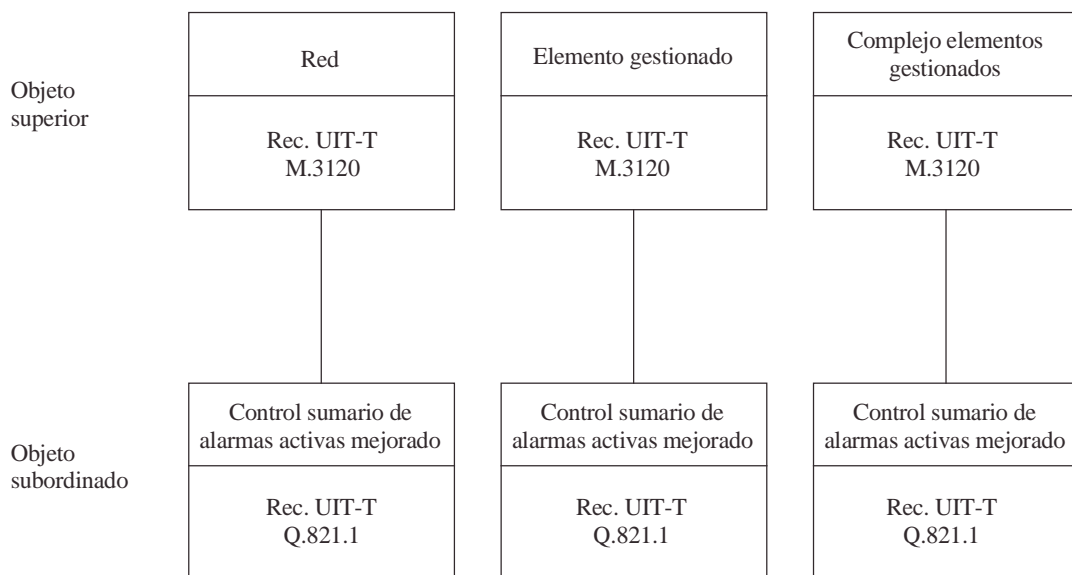 Objeto
superior
Red
Rec. UIT-T
M.3120
Elemento gestionado
Rec. UIT-T
M.3120
Complejo elementos
gestionados
Rec. UIT-T
M.3120
Objeto
subordinado
Control sumario de
alarmas activas mejorado
Rec. UIT-T
Q.821.1
Control sumario de
alarmas activas mejorado
Rec. UIT-T
Q.821.1
Control sumario de
alarmas activas mejorado
Rec. UIT-T
Q.821.1